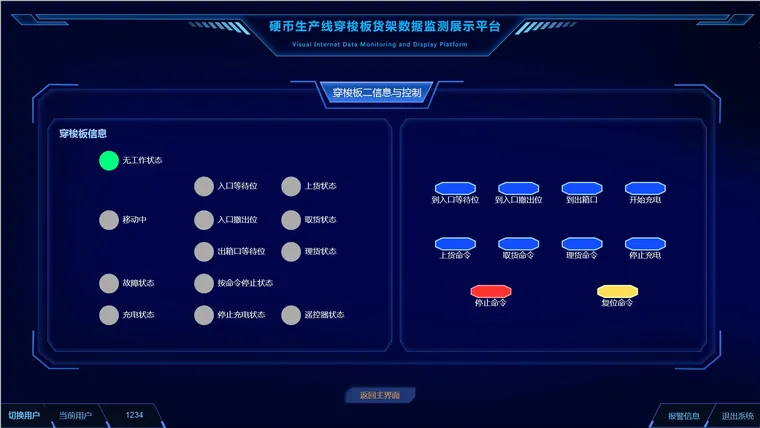 硬币生产线穿梭板货架数据监测展示平台
Visual Internet Data Monitoring and Display Platform
穿梭板二信息与控制
穿梭板信息
无工作状态
入口等待位 上货状态
移动中 入口撤出位 取货状态
出箱口等待位 理货状态
故障状态 按命令停止状态
充电状态 停止充电状态 遥控器状态
到入口等待位 到入口撤出位 到出箱口 开始充电
上货命令 取货命令 理货命令 停止充电
停止命令 复位命令
返回主界面
切换用户 当前用户 1234 报警信息 退出系统